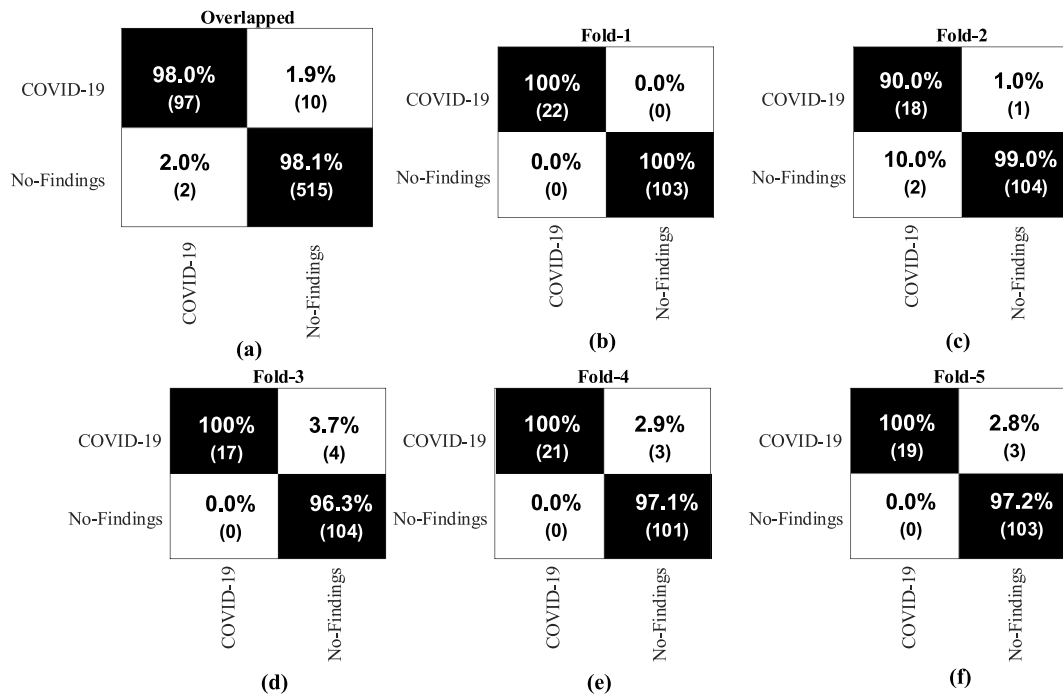 Overlapped
COVID-19
98.0%
(97)
1.9%
(10)
No-Findings
2.0%
(2)
98.1%
(515)
COVID-19
No-Findings
(a)
Fold-1
COVID-19
100%
(22)
0.0%
(0)
No-Findings
0.0%
(0)
100%
(103)
COVID-19
No-Findings
(b)
Fold-2
COVID-19
90.0%
(18)
1.0%
(1)
No-Findings
10.0%
(2)
99.0%
(104)
COVID-19
No-Findings
(c)
Fold-3
COVID-19
100%
(17)
3.7%
(4)
No-Findings
0.0%
(0)
96.3%
(104)
COVID-19
No-Findings
(d)
Fold-4
COVID-19
100%
(21)
2.9%
(3)
No-Findings
0.0%
(0)
97.1%
(101)
COVID-19
No-Findings
(e)
Fold-5
COVID-19
100%
(19)
2.8%
(3)
No-Findings
0.0%
(0)
97.2%
(103)
COVID-19
No-Findings
(f)